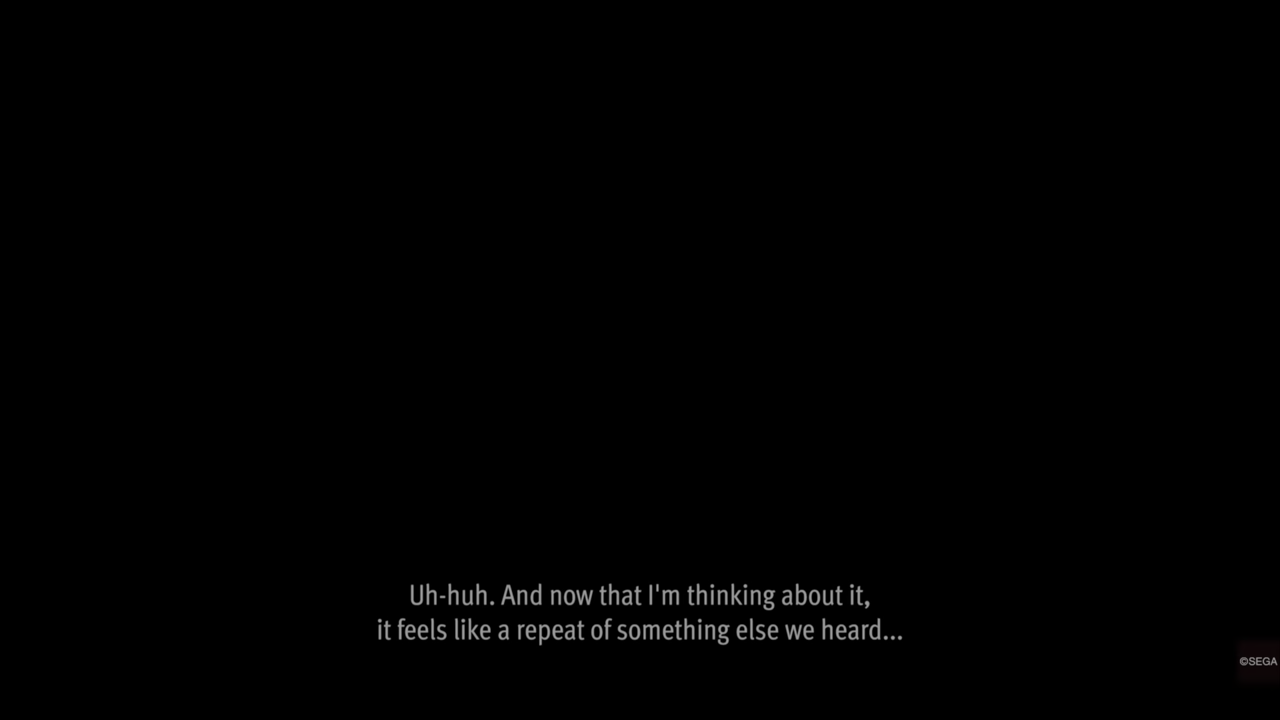 Uh-huh. And now that I'm thinking about it,
it feels like a repeat of something else we heard...
©SEGA